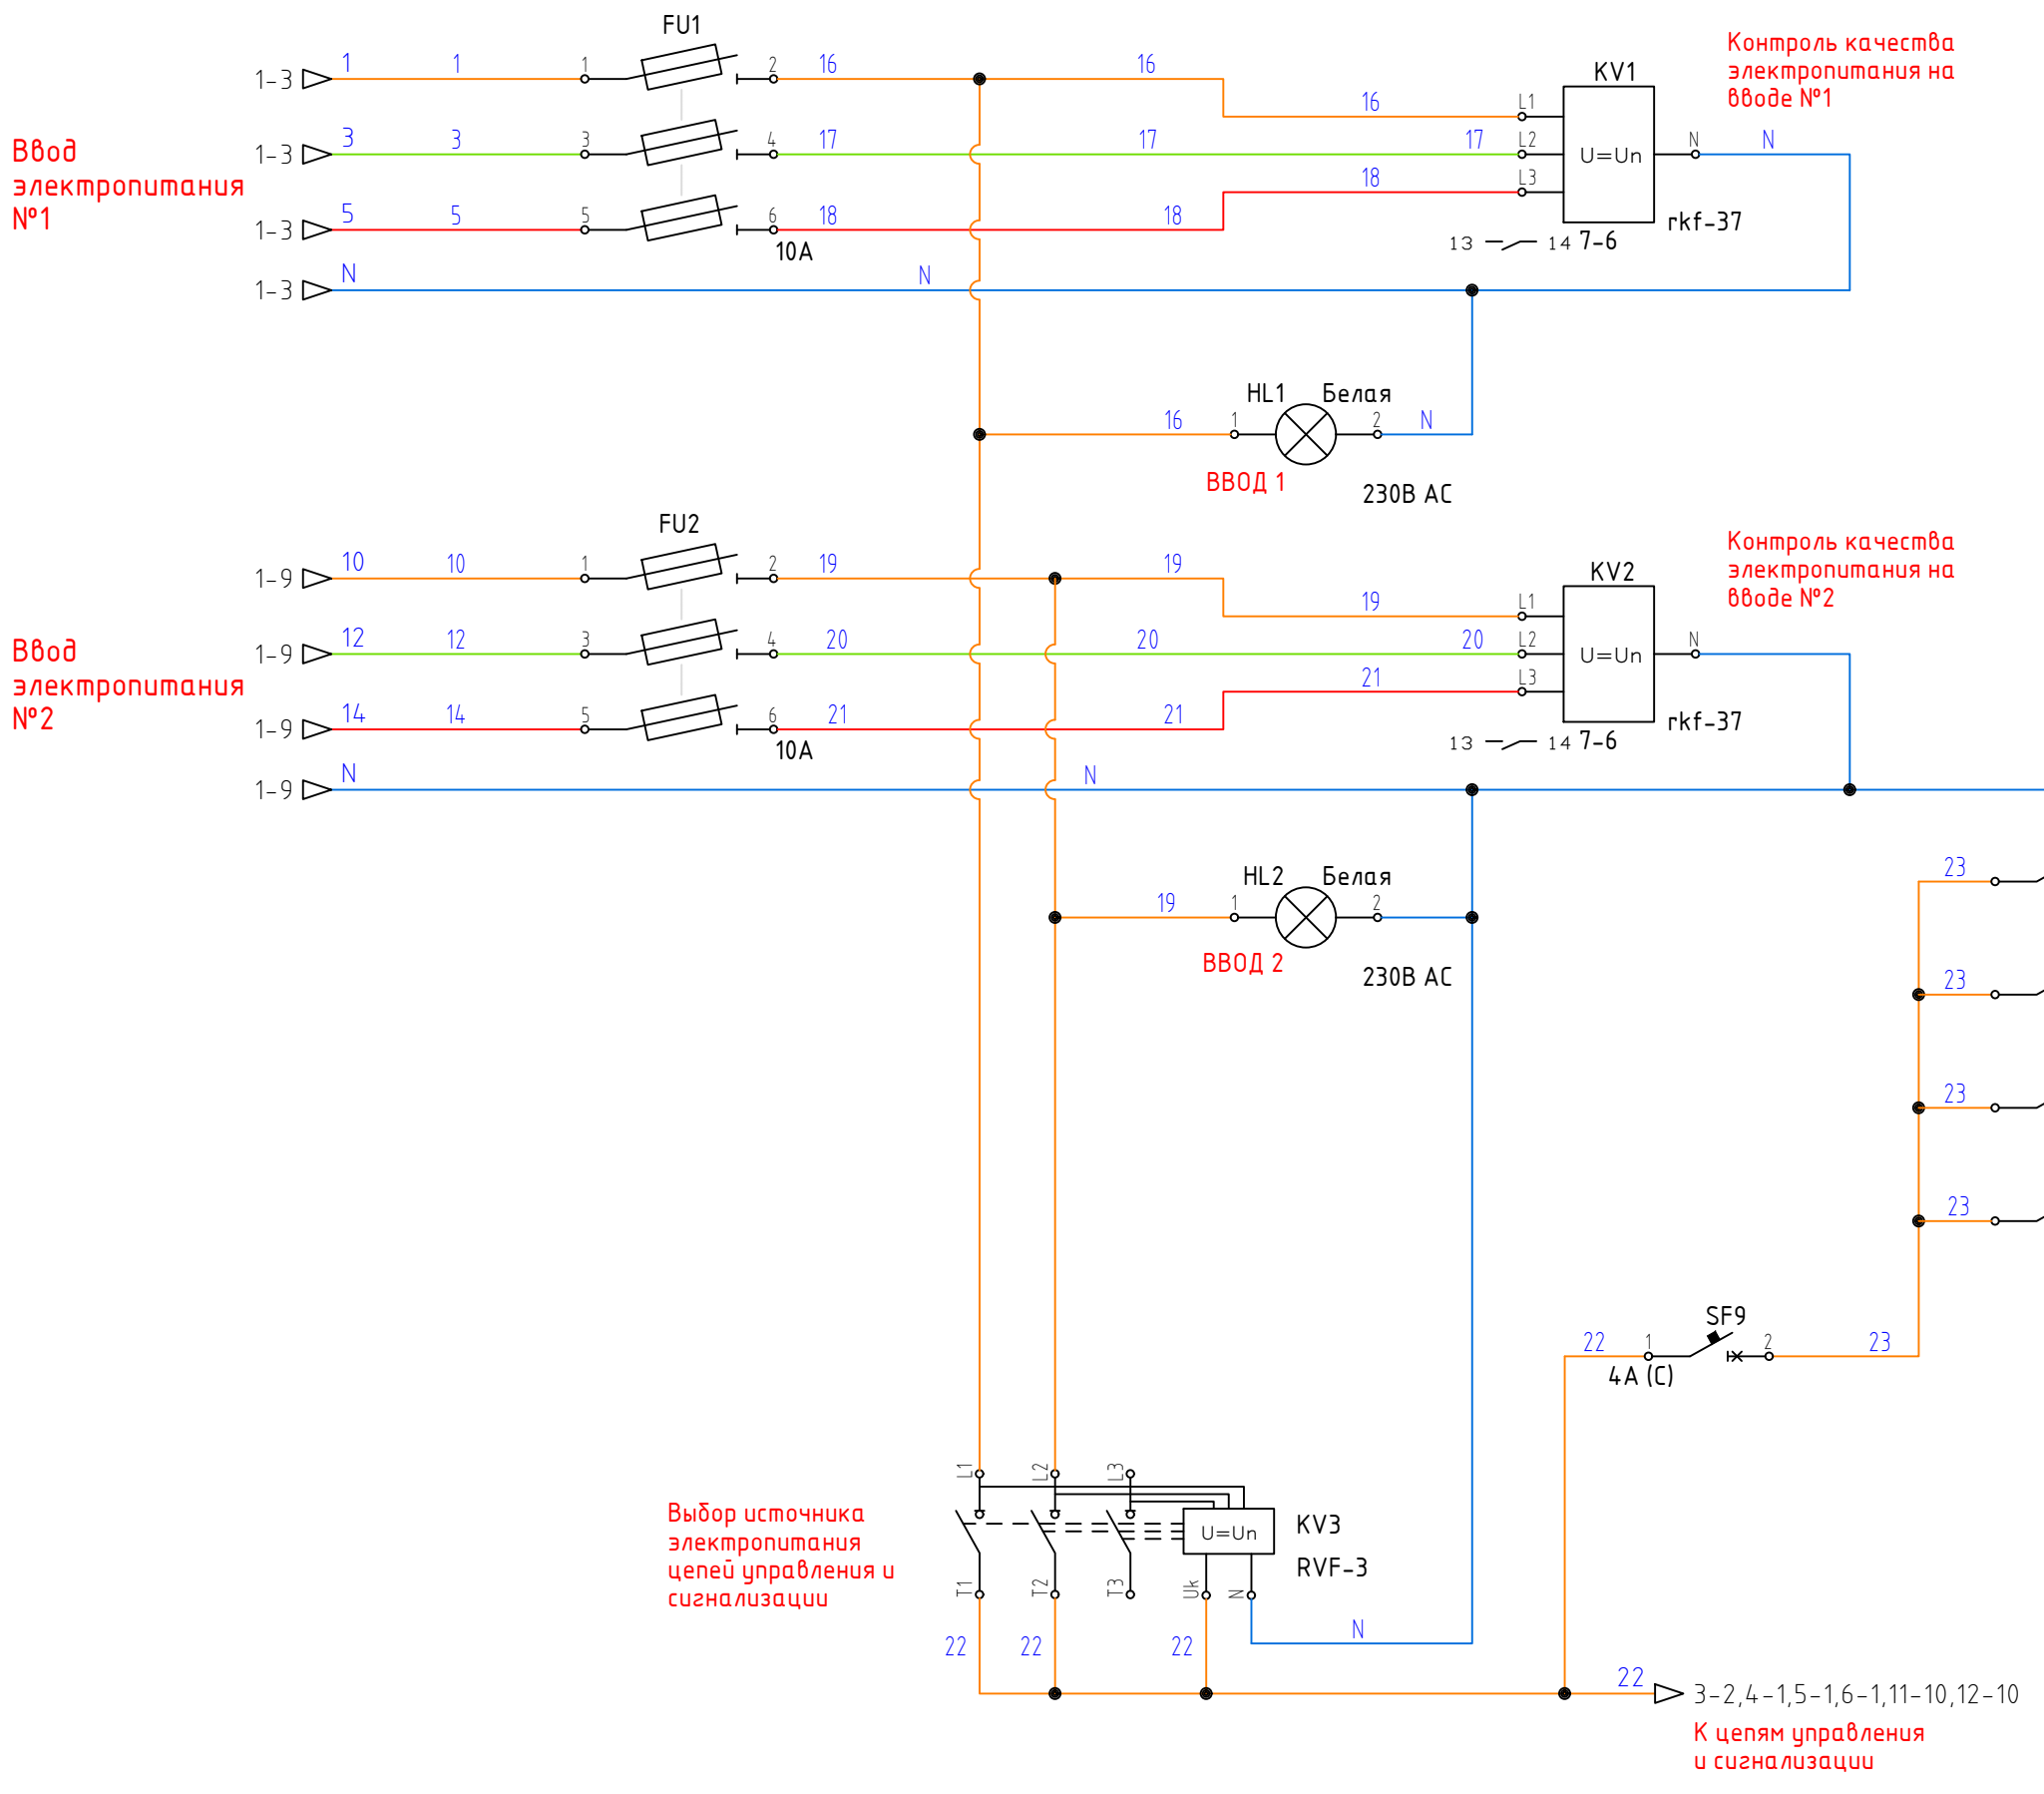 FU1
1-3 1 1 1 2 16 16
16
KV1
Контроль качества
электропитания на
вводе №1
L1
1-3 3 3 3 4 17 17 17 L2 U=Un N N
Ввод
электропитания
№1
18 L3
1-3 5 5 5 6 18 18
10А
rkf-37
13 14 7-6
1-3 N N
HL1 Белая
16 1 2 N
ВВОД 1
230В AC
FU2
1-9 10 10 1 2 19 19
19
KV2
Контроль качества
электропитания на
вводе №2
L1
1-9 12 12 3 4 20 20 20 L2 U=Un N
Ввод
электропитания
№2
21 L3
1-9 14 14 5 6 21 21
10А
rkf-37
13 14 7-6
1-9 N N
HL2 Белая
19 1 2
ВВОД 2
230В AC
23
23
23
23
SF9
22 1 2 23
4А (C)
L1 L2 L3
Выбор источника
электропитания
цепей управления и
сигнализации
U=Un
KV3
RVF-3
T1 T2 T3 Uk N
22 22 22 N
22 3-2,4-1,5-1,6-1,11-10,12-10
К цепям управления
и сигнализации